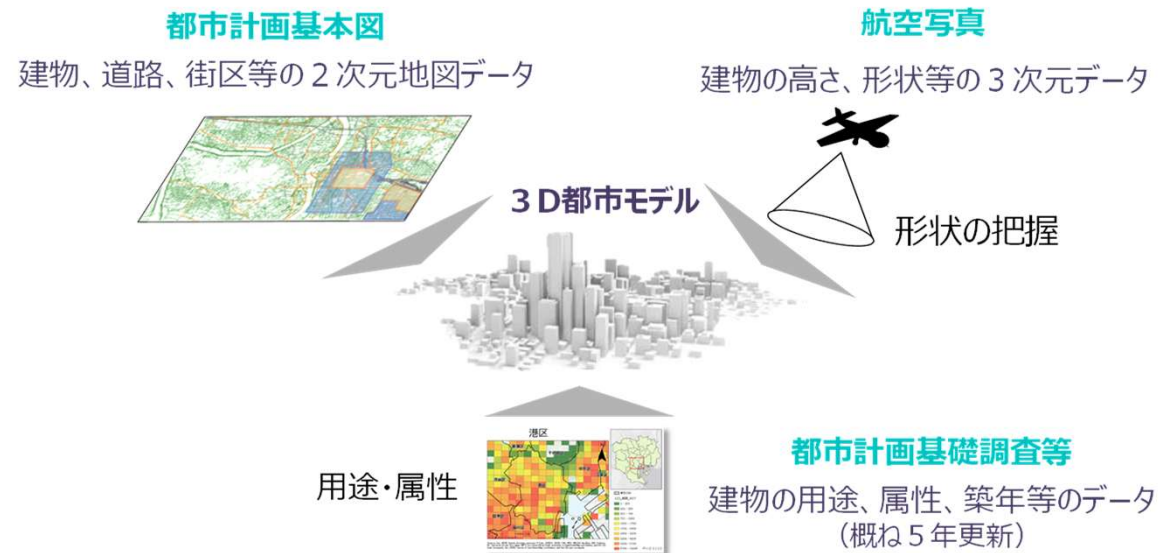 都市計画基本図
建物、道路、街区等の２次元地図データ
航空写真
建物の高さ、形状等の３次元データ
３D都市モデル
形状の把握
港区
用途・属性
都市計画基礎調査等
建物の用途、属性、築年等のデータ
（概ね５年更新）